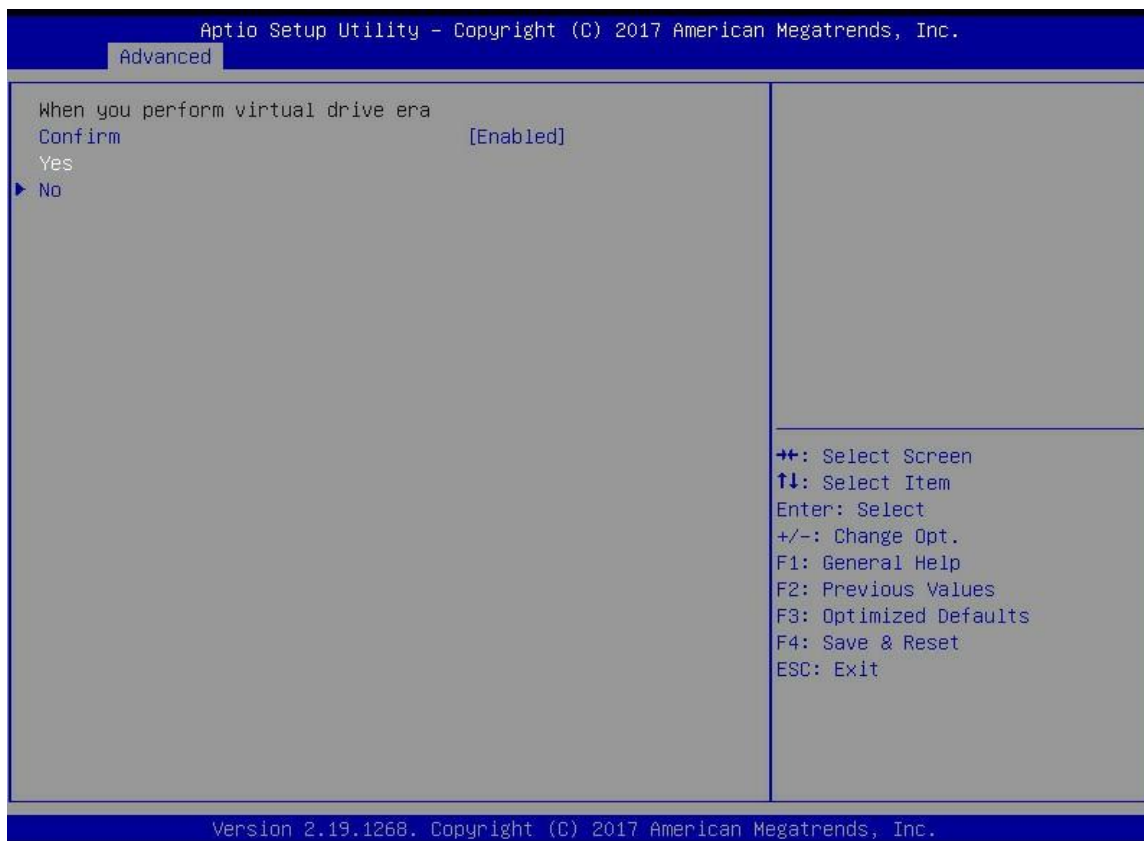 Aptio Setup Utility – Copyright (C) 2017 American Megatrends, Inc.
Advanced
When you perform virtual drive era
Confirm [Enabled]
Yes
► No
→←: Select Screen
↑↓: Select Item
Enter: Select
+/-: Change Opt.
F1: General Help
F2: Previous Values
F3: Optimized Defaults
F4: Save & Reset
ESC: Exit
Version 2.19.1268. Copyright (C) 2017 American Megatrends, Inc.